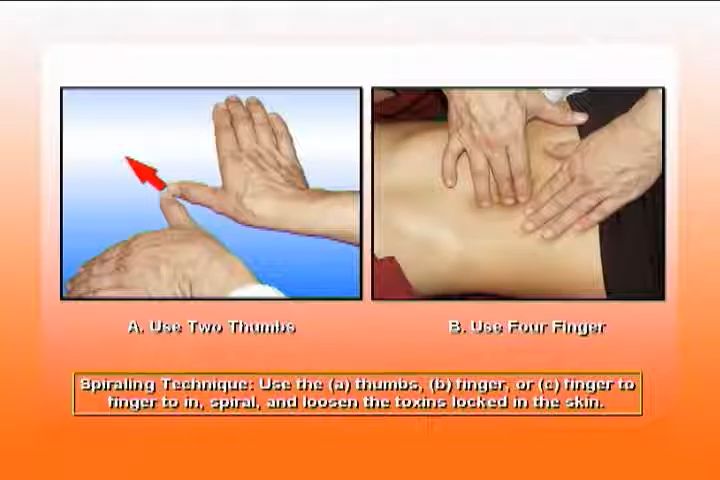 A. Use Two Thumbs
B. Use Four Finger
Spiraling Technique: Use the (a) thumbs, (b) finger, or (c) finger to
finger to in, spiral, and loosen the toxins locked in the skin.